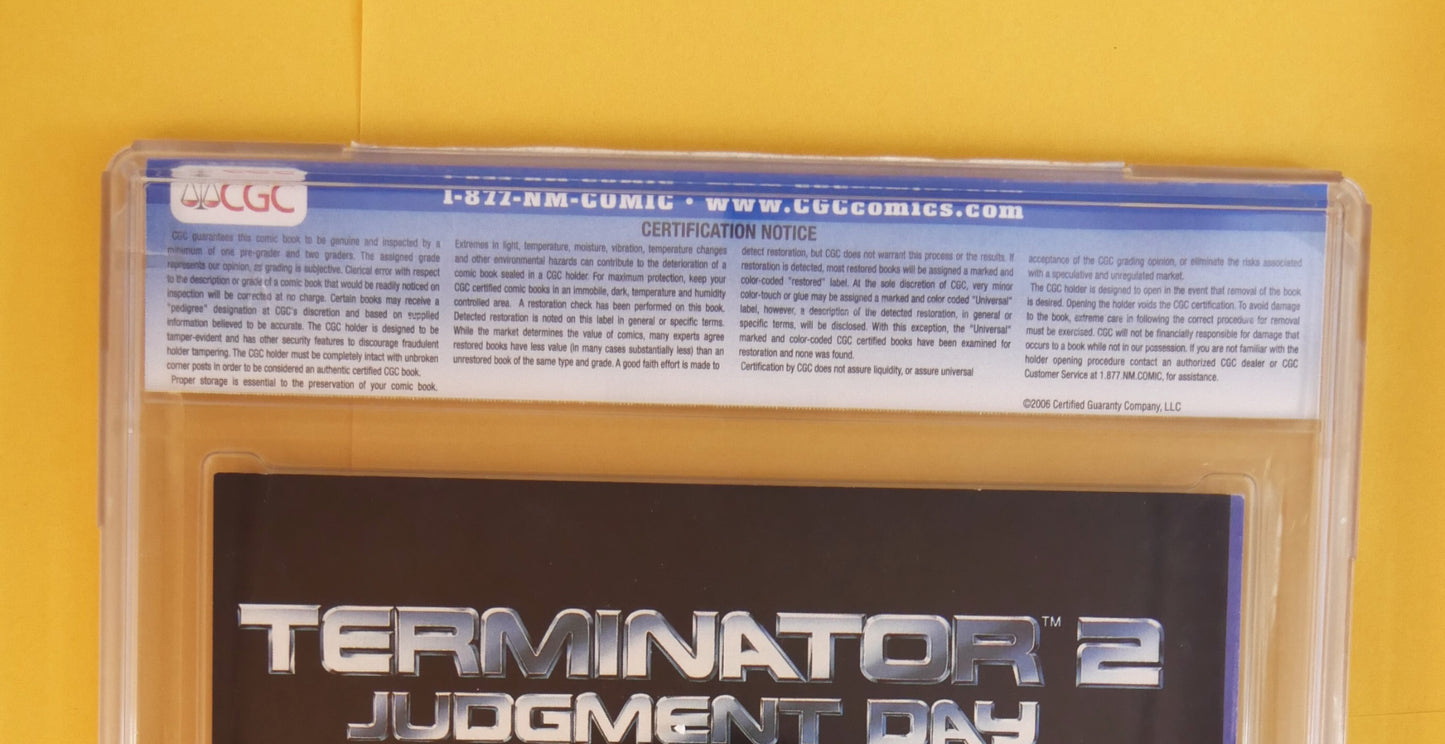 CGC
1-877-NM-COMIC • www.CGCcomics.com
CERTIFICATION NOTICE
CGC guarantees this comic book to be genuine and inspected by a
minimum of one pre-grader and two graders. The assigned grade
represents our opinion, as grading is subjective. Clerical error with respect
to the description or grade of a comic book that would be readily noticed on
inspection will be corrected at no charge. Certain books may receive a
"pedigree" designation at CGC's discretion and based on supplied
information believed to be accurate. The CGC holder is designed to be
tamper-evident and has other security features to discourage fraudulent
holder tampering. The CGC holder must be completely intact with unbroken
corner posts in order to be considered an authentic certified CGC book.
Proper storage is essential to the preservation of your comic book.
Extremes in light, temperature, moisture, vibration, temperature changes
and other environmental hazards can contribute to the deterioration of a
comic book sealed in a CGC holder. For maximum protection, keep your
CGC certified comic books in an immobile, dark, temperature and humidity
controlled area. A restoration check has been performed on this book.
Detected restoration is noted on this label in general or specific terms.
While the market determines the value of comics, many experts agree
restored books have less value (in many cases substantially less) than an
unrestored book of the same type and grade. A good faith effort is made to
detect restoration, but CGC does not warrant this process or the results. If
restoration is detected, most restored books will be assigned a marked and
color-coded "restored" label. At the sole discretion of CGC, very minor
color-touch or glue may be assigned a marked and color coded "Universal"
label, however, a description of the detected restoration, in general or
specific terms, will be disclosed. With this exception, the "Universal"
marked and color-coded CGC certified books have been examined for
restoration and none was found.
Certification by CGC does not assure liquidity, or assure universal
acceptance of the CGC grading opinion, or eliminate the risks associated
with a speculative and unregulated market.
The CGC holder is designed to open in the event that removal of the book
is desired. Opening the holder voids the CGC certification. To avoid damage
to the book, extreme care in following the correct procedure for removal
must be exercised. CGC will not be financially responsible for damage that
occurs to a book while not in our possession. If you are not familiar with the
holder opening procedure contact an authorized CGC dealer or CGC
Customer Service at 1.877.NM.COMIC, for assistance.
©2006 Certified Guaranty Company, LLC
TERMINATOR™ 2
JUDGMENT DAY